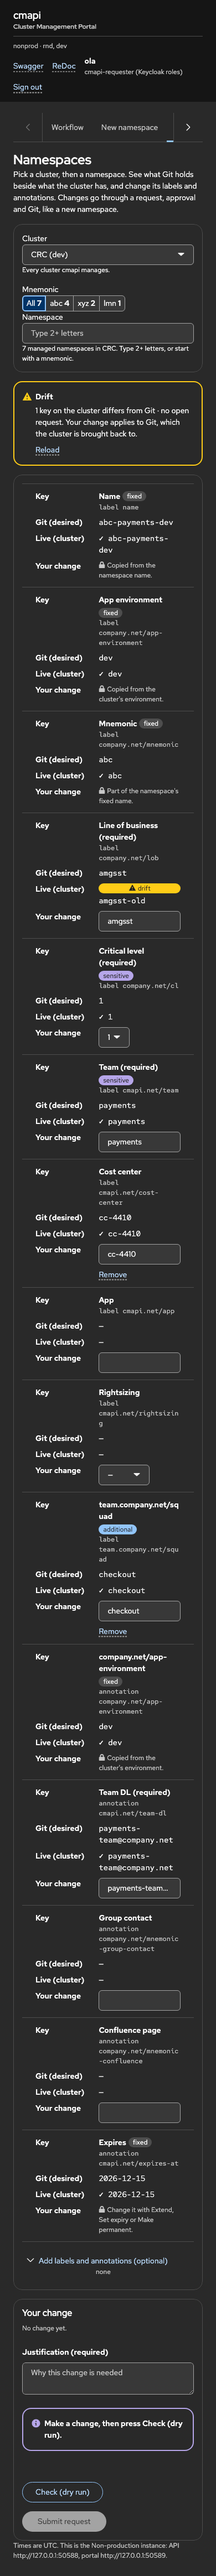 cmapi
Cluster Management Portal
nonprod · rnd, dev
Swagger ReDoc ola
cmapi-requester (Keycloak roles)
Sign out
Workflow New namespace
Namespaces
Pick a cluster, then a namespace. See what Git holds
beside what the cluster has, and change its labels and
annotations. Changes go through a request, approval
and Git, like a new namespace.
Cluster
CRC (dev)
Every cluster cmapi manages.
Mnemonic
All 7 abc 4 xyz 2 lmn 1
Namespace
Type 2+ letters
7 managed namespaces in CRC. Type 2+ letters, or start
with a mnemonic.
Drift
1 key on the cluster differs from Git · no open
request. Your change applies to Git, which
the cluster is brought back to.
Reload
Key Name fixed
label name
Git (desired) abc-payments-dev
Live (cluster) ✓ abc-payments-
dev
Your change Copied from the
namespace name.
Key App environment
fixed
label
company.net/app-
environment
Git (desired) dev
Live (cluster) ✓ dev
Your change Copied from the
cluster's environment.
Key Mnemonic fixed
label
company.net/mnemonic
Git (desired) abc
Live (cluster) ✓ abc
Your change Part of the namespace's
fixed name.
Key Line of business
(required)
label
company.net/lob
Git (desired) amgsst
Live (cluster) drift
amgsst-old
Your change amgsst
Key Critical level
(required)
sensitive
label company.net/cl
Git (desired) 1
Live (cluster) ✓ 1
Your change 1
Key Team (required)
sensitive
label cmapi.net/team
Git (desired) payments
Live (cluster) ✓ payments
Your change payments
Key Cost center
label
cmapi.net/cost-
center
Git (desired) cc-4410
Live (cluster) ✓ cc-4410
Your change cc-4410
Remove
Key App
label cmapi.net/app
Git (desired) —
Live (cluster) —
Your change
Key Rightsizing
label
cmapi.net/rightsizin
g
Git (desired) —
Live (cluster) —
Your change —
Key team.company.net/sq
uad
additional
label
team.company.net/squ
ad
Git (desired) checkout
Live (cluster) ✓ checkout
Your change checkout
Remove
Key company.net/app-
environment
fixed
annotation
company.net/app-
environment
Git (desired) dev
Live (cluster) ✓ dev
Your change Copied from the
cluster's environment.
Key Team DL (required)
annotation
cmapi.net/team-dl
Git (desired) payments-
team@company.net
Live (cluster) ✓ payments-
team@company.net
Your change payments-team...
Key Group contact
annotation
company.net/mnemonic
-group-contact
Git (desired) —
Live (cluster) —
Your change
Key Confluence page
annotation
company.net/mnemonic
-confluence
Git (desired) —
Live (cluster) —
Your change
Key Expires fixed
annotation
cmapi.net/expires-at
Git (desired) 2026-12-15
Live (cluster) ✓ 2026-12-15
Your change Change it with Extend,
Set expiry or Make
permanent.
Add labels and annotations (optional)
none
Your change
No change yet.
Justification (required)
Why this change is needed
Make a change, then press Check (dry
run).
Check (dry run)
Submit request
Times are UTC. This is the Non-production instance: API
http://127.0.0.1:50588, portal http://127.0.0.1:50589.